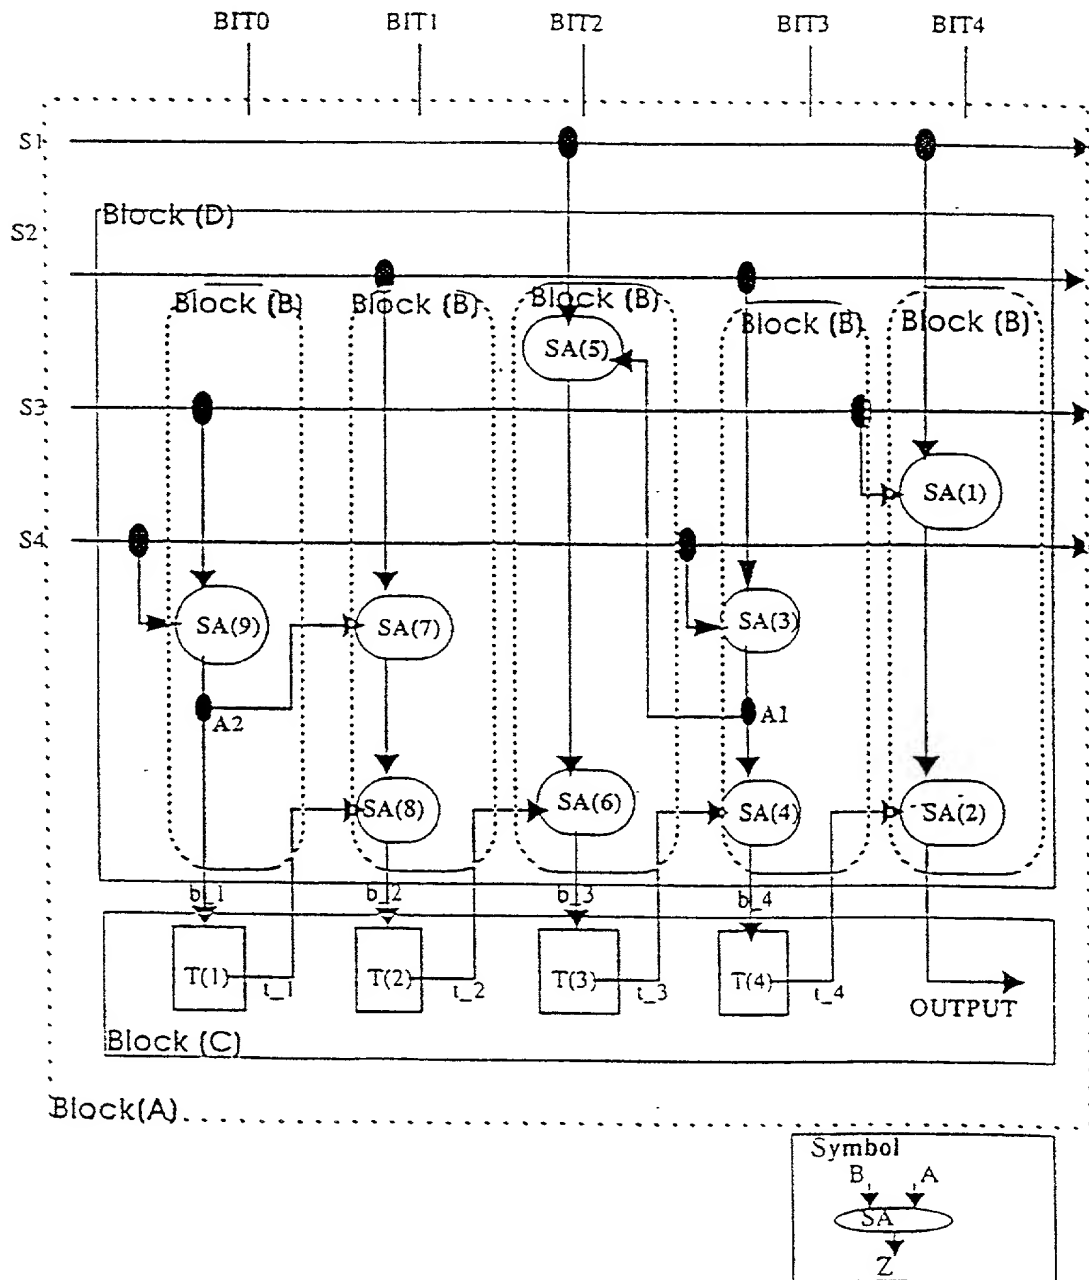 BIT0 BIT1 BIT2 BIT3 BIT4
S1
Block (D)
S2
Block (B) Block (B) Block (B) Block (B) Block (B)
SA(5)
S3
SA(1)
S4
SA(9) SA(7) SA(3)
A2 A1
SA(8) SA(6) SA(4) SA(2)
b_1 b_2 b_3 b_4
T(1) T(2) T(3) T(4)
t_1 t_2 t_3 t_4
OUTPUT
Block (C)
Block(A)
Symbol
B A
SA
Z